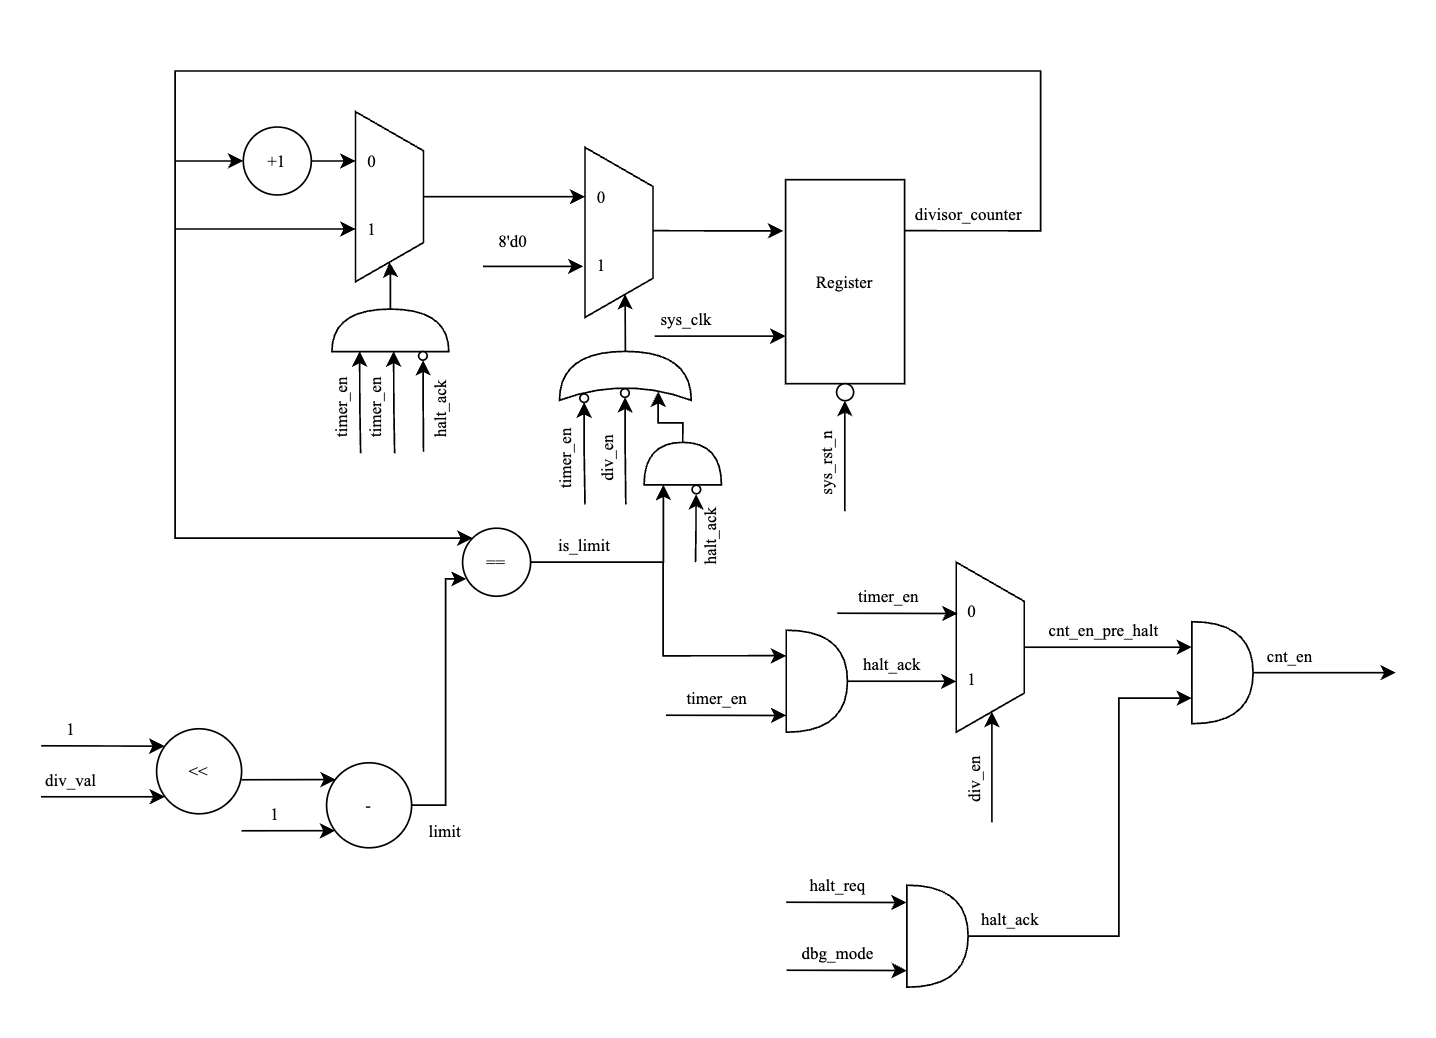 +1
0
1
timer_en
timer_en
halt_ack
8'd0
0
1
timer_en
div_en
halt_ack
sys_clk
Register
divisor_counter
sys_rst_n
==
is_limit
timer_en
halt_ack
timer_en
0
1
div_en
cnt_en_pre_halt
cnt_en
1
div_val
<<
1
-
limit
halt_req
dbg_mode
halt_ack